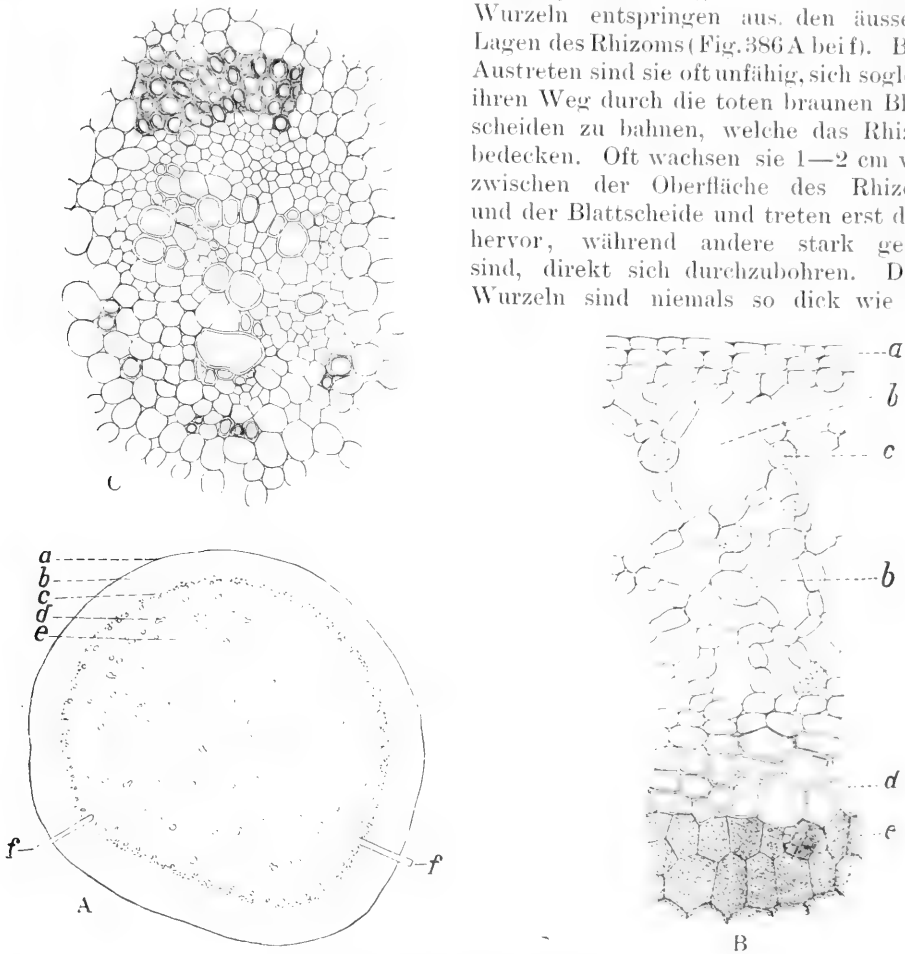 Wurzeln entspringen aus. den äusse
Lagen des Rhizoms (Fig. 386 A bei f). B
Austreten sind sie oft unfähig, sich sogle
ihren Weg durch die toten braunen Bl
scheiden zu bahnen, welche das Rhiz
bedecken. Oft wachsen sie 1—2 cm w
zwischen der Oberfläche des Rhizo
und der Blattscheide und treten erst d
hervor, während andere stark ge
sind, direkt sich durchzubohren. D
Wurzeln sind niemals so dick wie
C
a
b
c
d
e
f
f
A
a
b
c
b
d
e
B